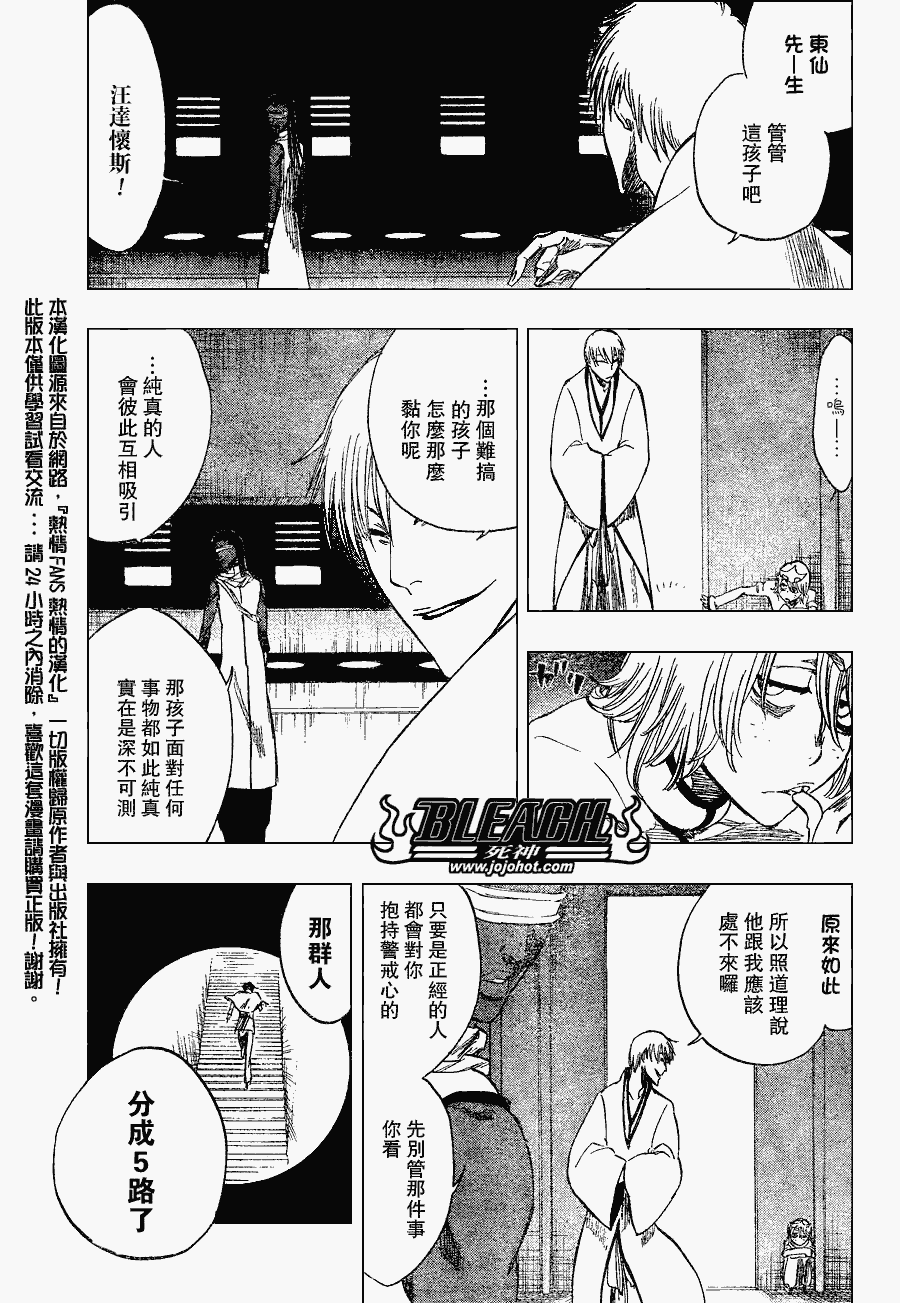 東仙
先—生
管管
這孩子吧
汪達懷斯！
…嗚——…
…那個難搞
的孩子
怎麼那麼
黏你呢
…純真的人
會彼此互相吸引
那孩子面對任何
事物都如此純真
實在是深不可測
BLEACH
死神
www.jojohot.com
原來如此
所以照道理說
他跟我應該
處不來囉
只要是正經的人
都會對你
抱持警戒心的
先別管那件事
你看
那群人
分成5路了
本漢化圖源來自於網路，『熱情FANS熱情的漢化』一切版權歸原作者與出版社擁有！
此版本僅供學習試看交流... 請24小時之內消除，喜歡這套漫畫請購買正版！謝謝。